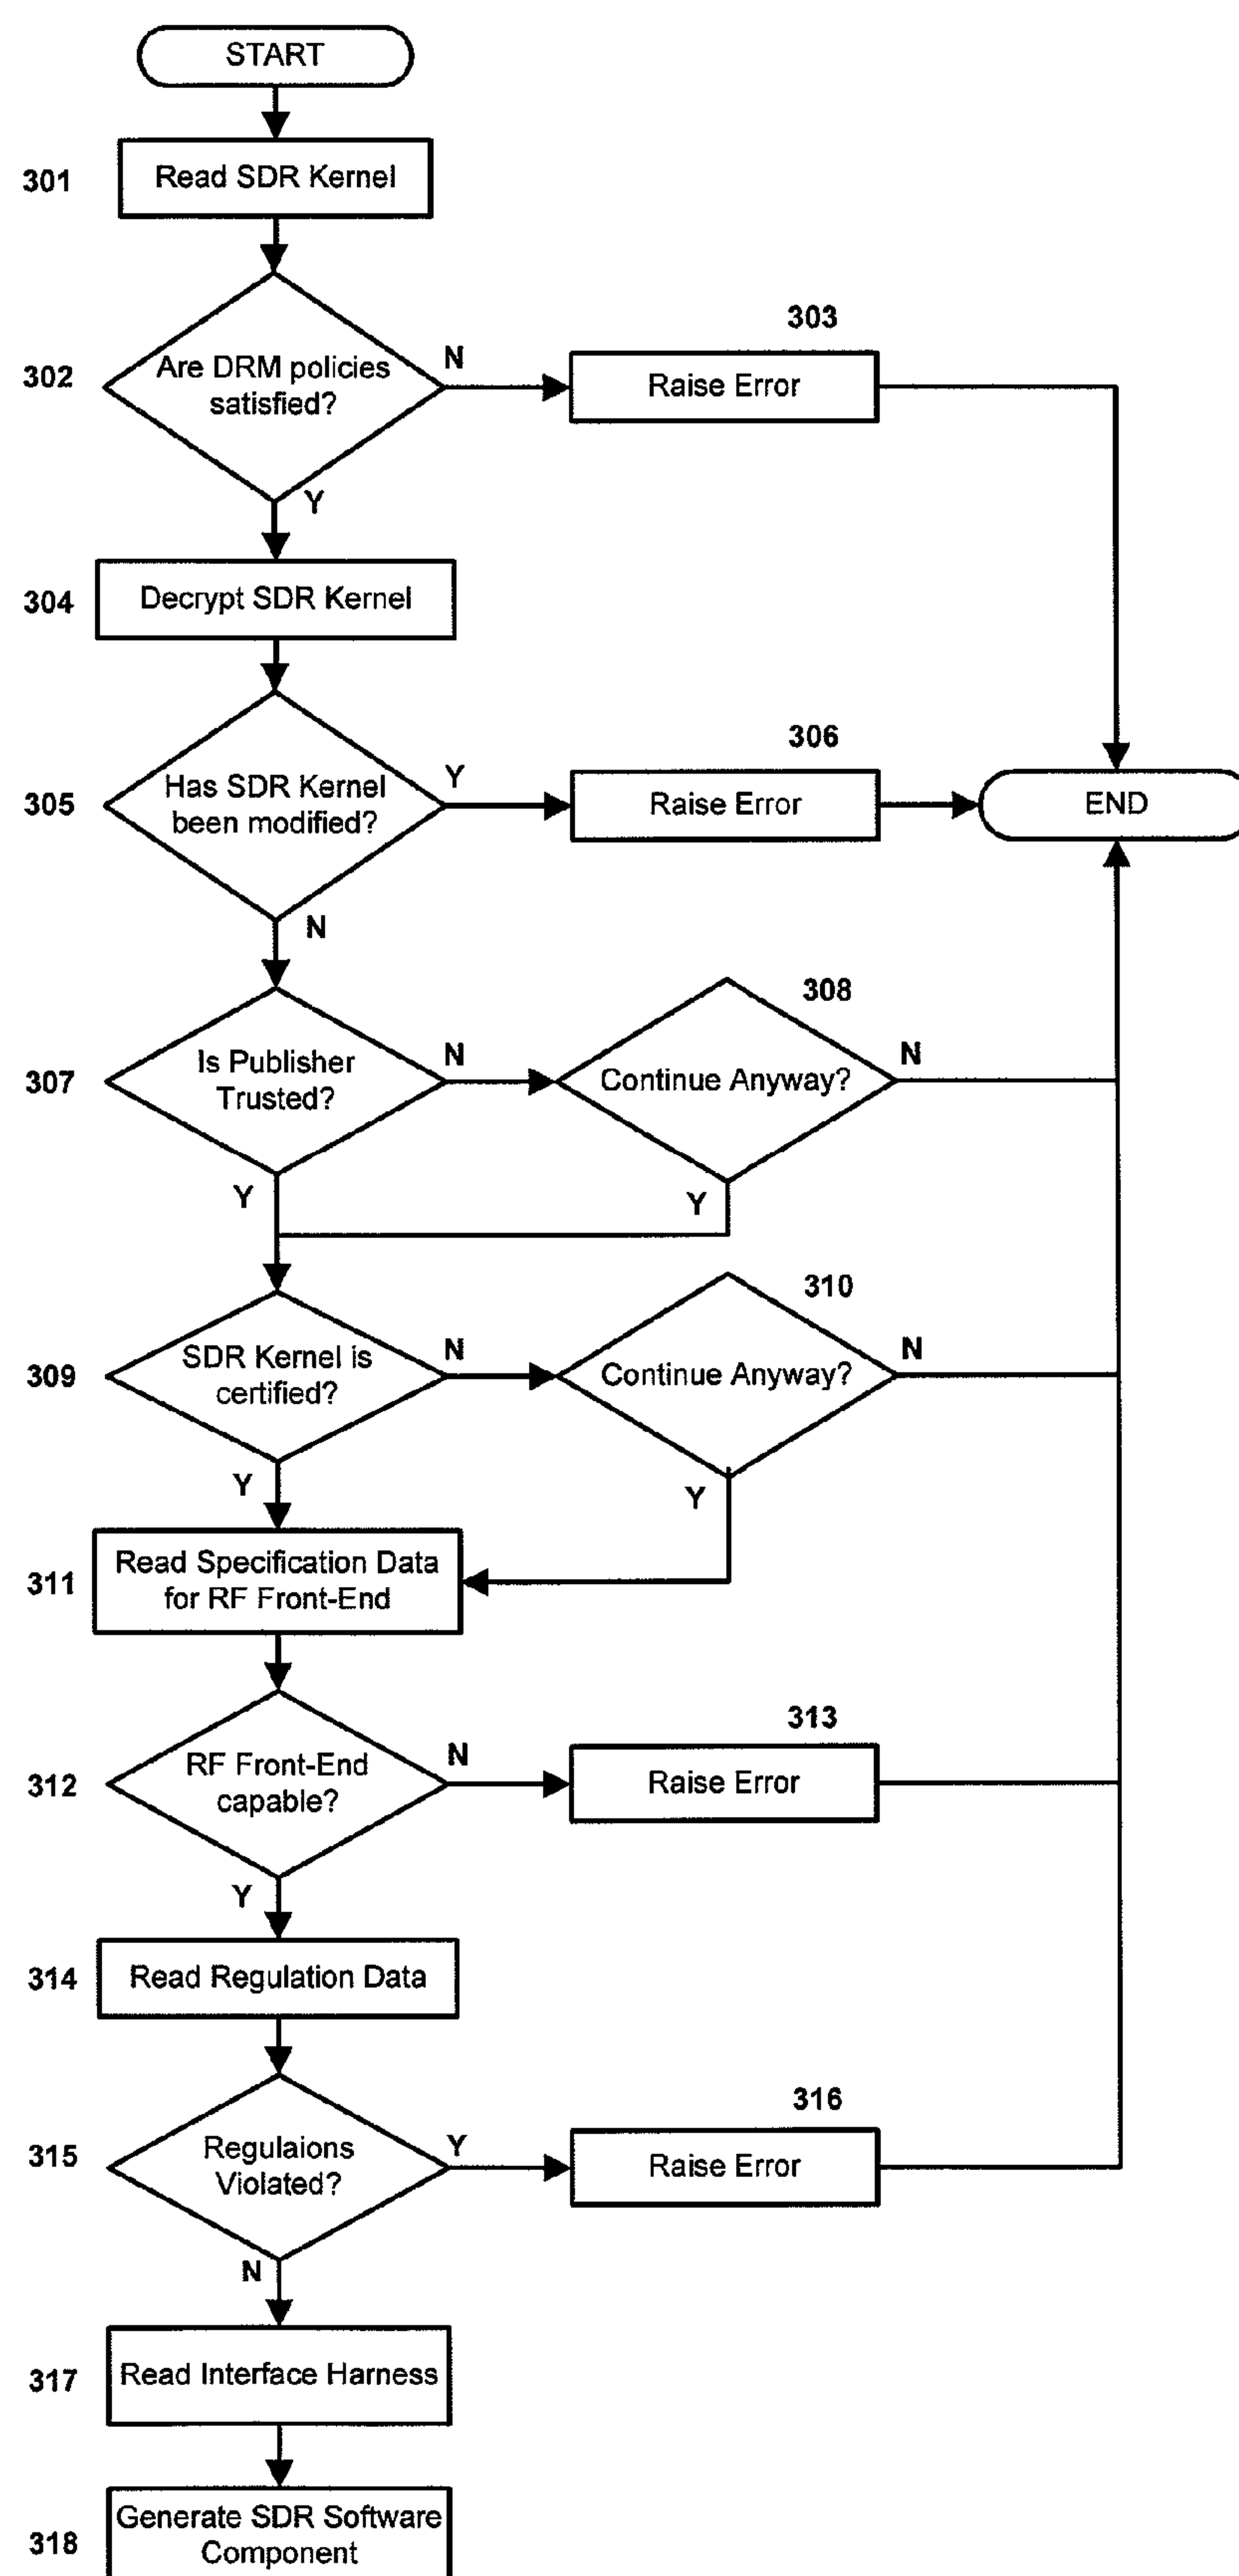 START
301
Read SDR Kernel
302
Are DRM policies
satisfied?
N
303
Raise Error
Y
304
Decrypt SDR Kernel
305
Has SDR Kernel
been modified?
Y
306
Raise Error
END
N
307
Is Publisher
Trusted?
N
308
Continue Anyway?
N
Y
Y
309
SDR Kernel is
certified?
N
310
Continue Anyway?
N
Y
Y
311
Read Specification Data
for RF Front-End
312
RF Front-End
capable?
N
313
Raise Error
Y
314
Read Regulation Data
315
Regulaions
Violated?
Y
316
Raise Error
N
317
Read Interface Harness
318
Generate SDR Software
Component